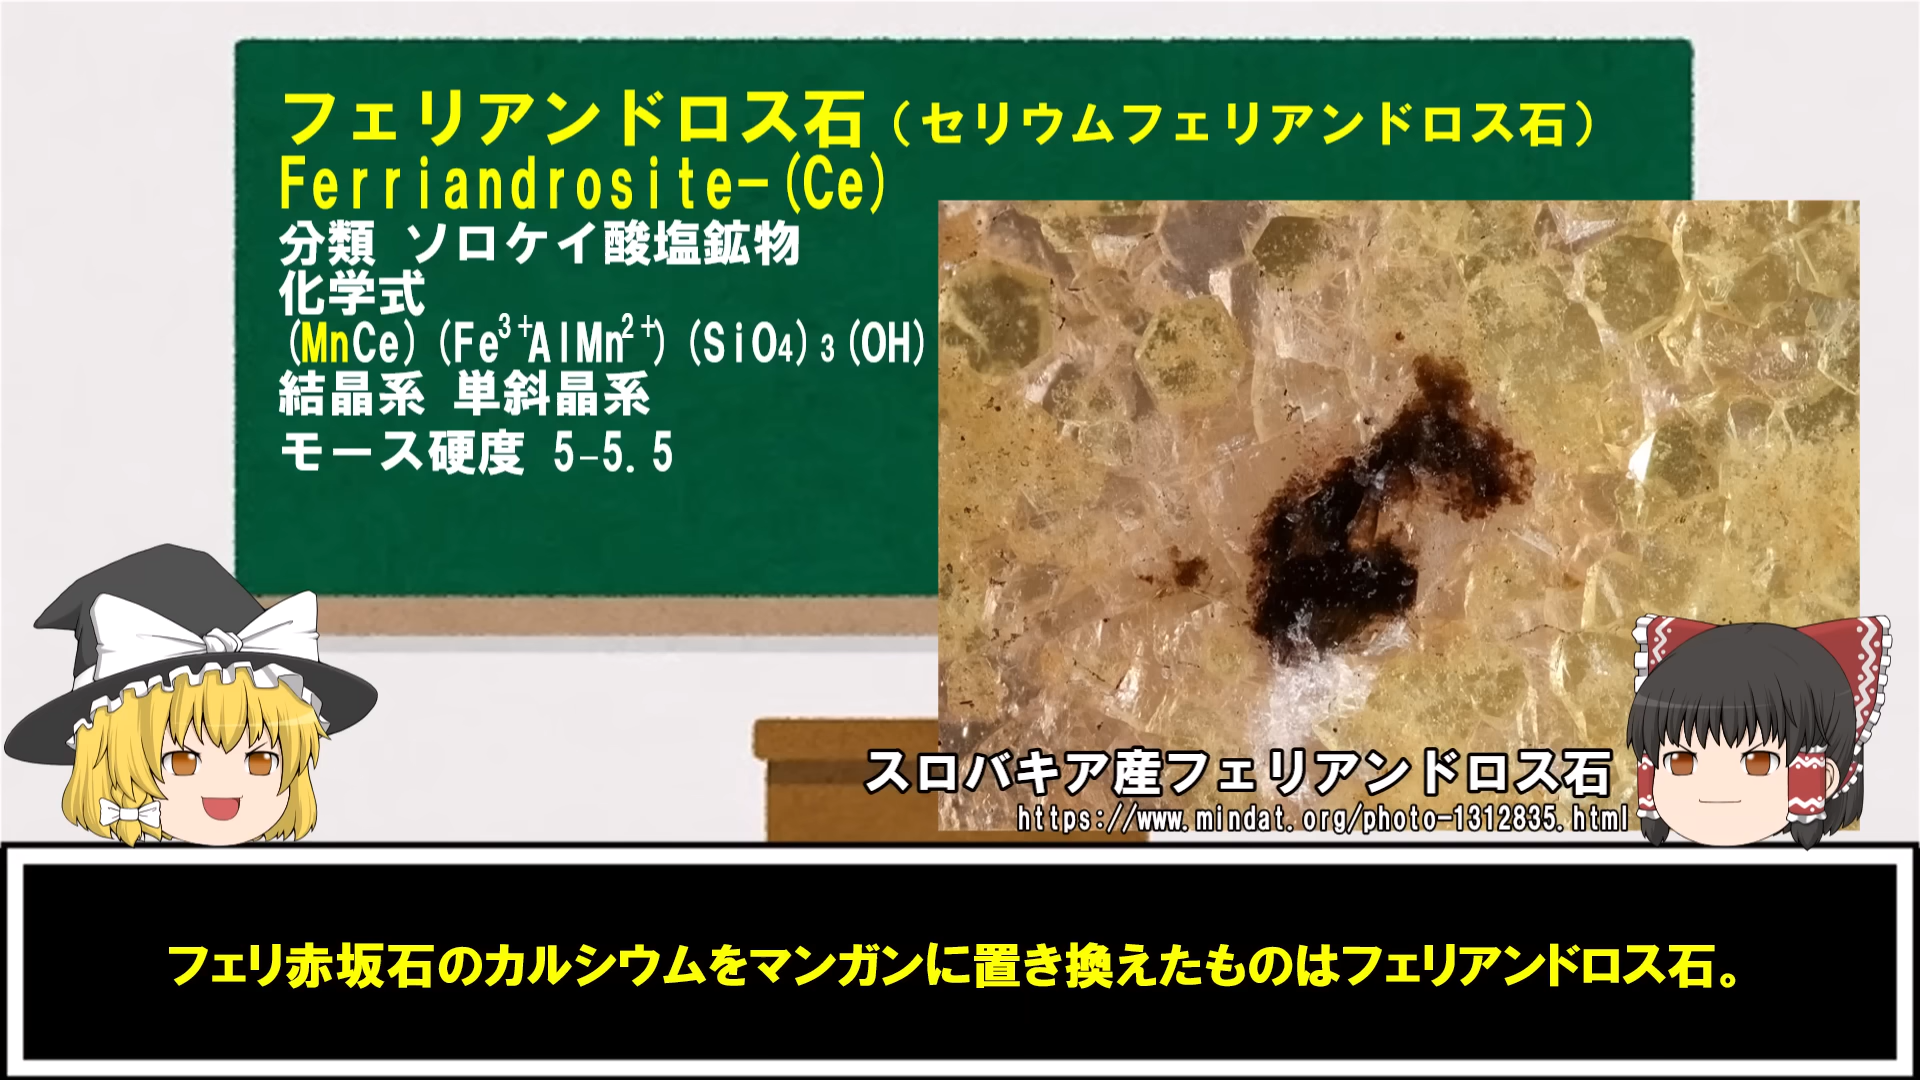 フェリアンドロス石（セリウムフェリアンドロス石）
Ferriandrosite-(Ce)
分類 ソロケイ酸塩鉱物
化学式
(MnCe)(Fe³⁺AlMn²⁺)(SiO₄)₃(OH)
結晶系 単斜晶系
モース硬度 5-5.5
スロバキア産フェリアンドロス石
https://www.mindat.org/photo-1312835.html
フェリ赤坂石のカルシウムをマンガンに置き換えたものはフェリアンドロス石。